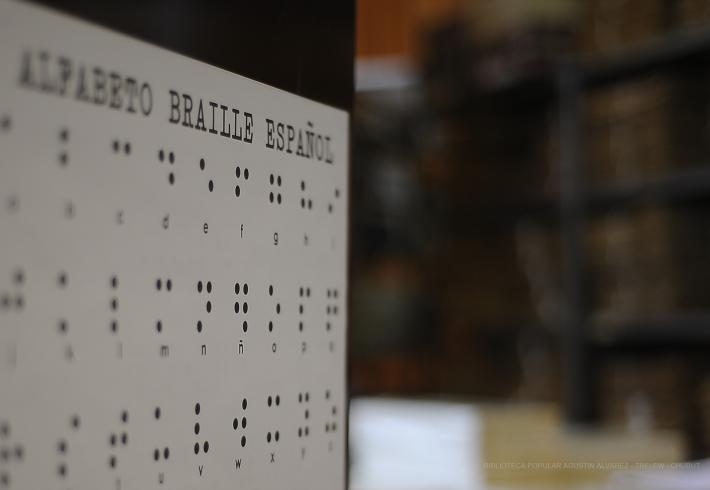 ALFABETO BRAILLE ESPAÑOL
b c d e f g h i
j k l m n ñ o p q
u v w x y
BIBLIOTECA POPULAR AGUSTIN ALVAREZ - TRELEW - CHUBUT